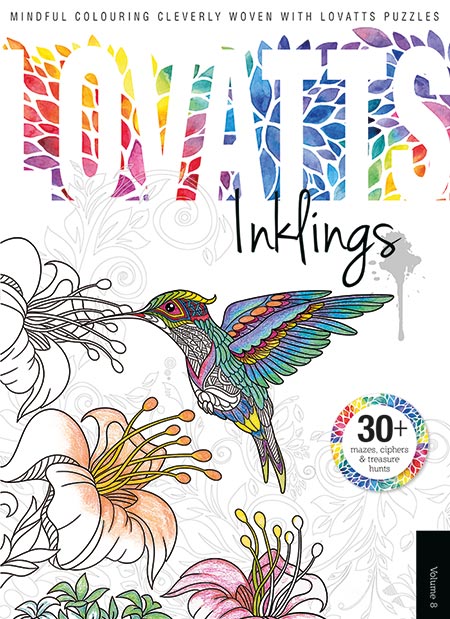 MINDFUL COLOURING CLEVERLY WOVEN WITH LOVATTS PUZZLES
LOVATTS
Inklings
30+
mazes, ciphers
& treasure
hunts
Volume 8